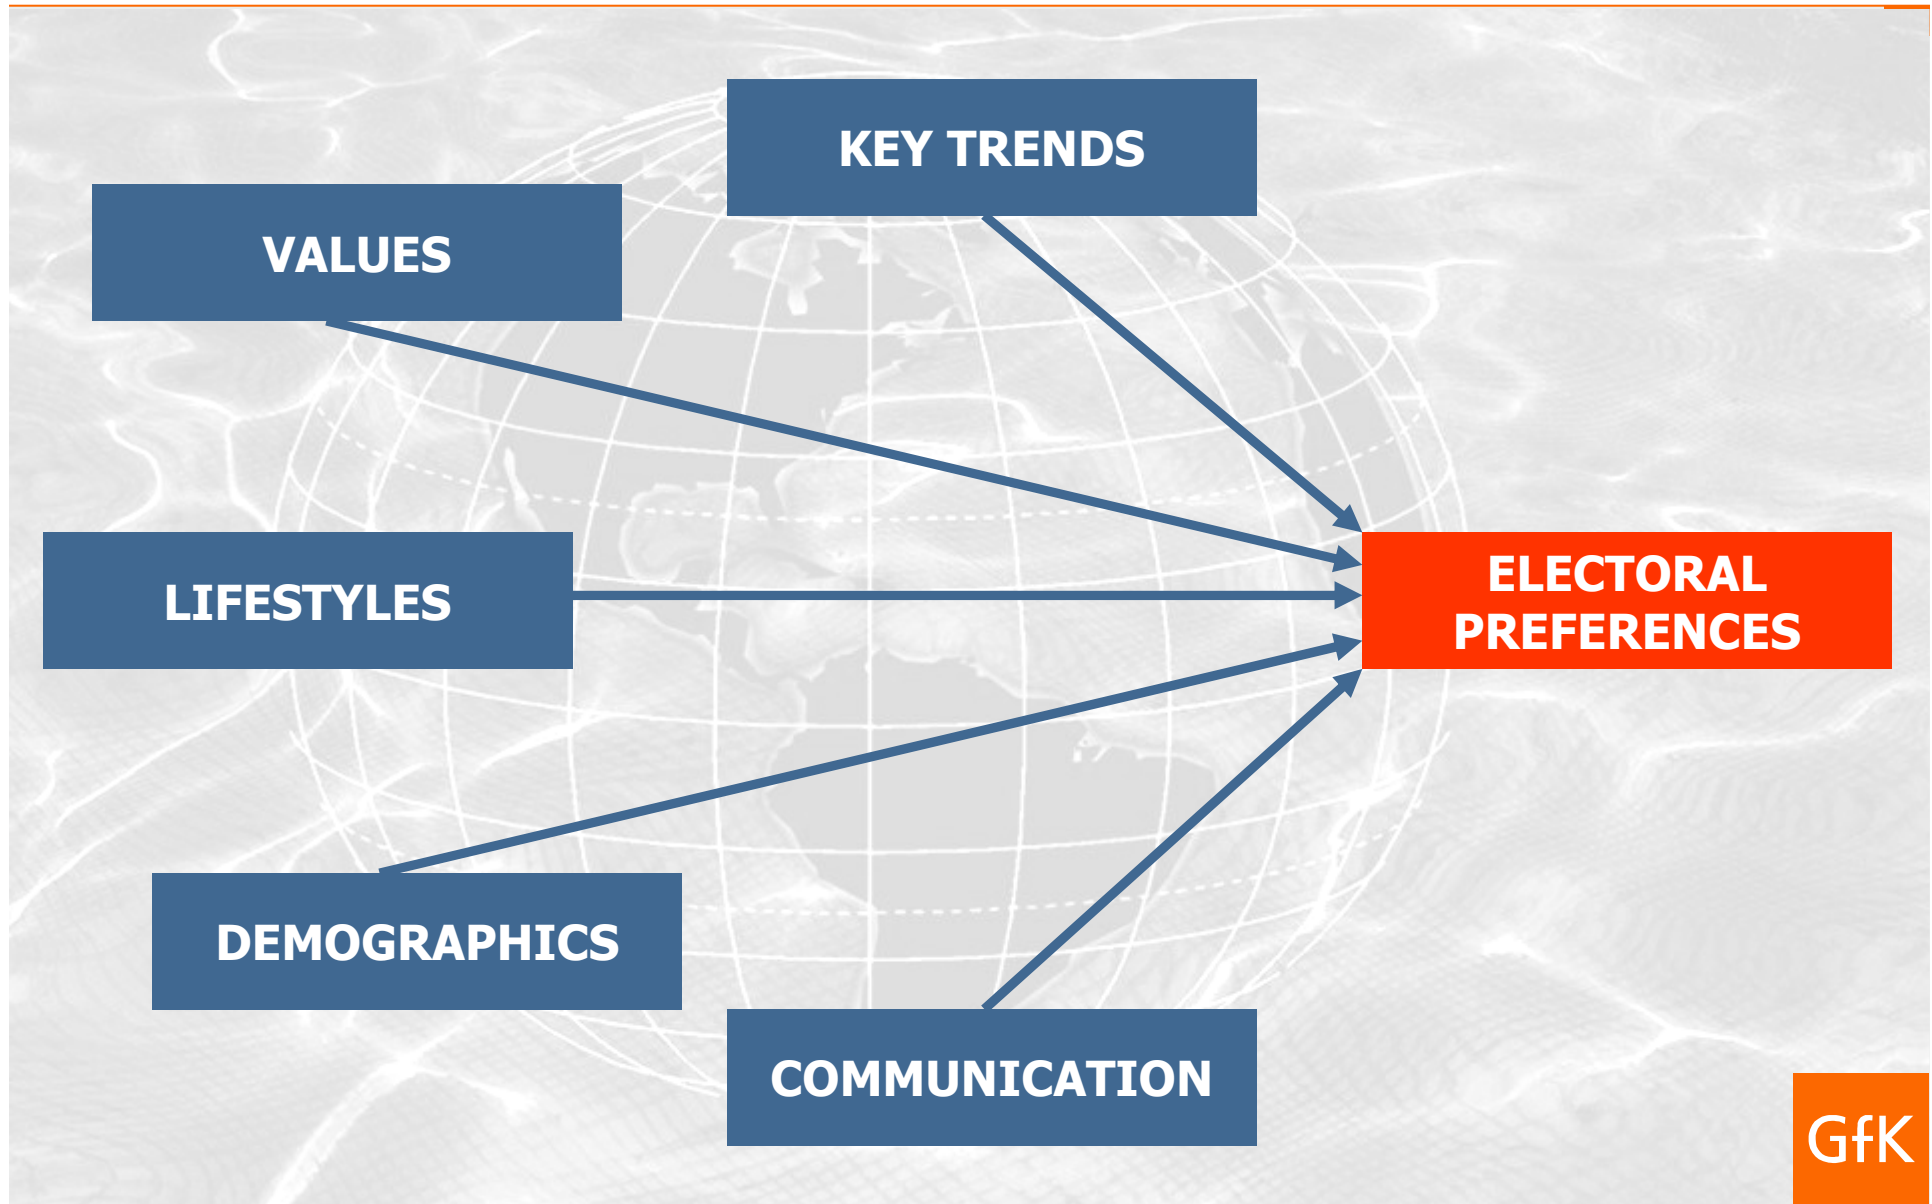 KEY TRENDS
VALUES
LIFESTYLES
ELECTORAL
PREFERENCES
DEMOGRAPHICS
COMMUNICATION
GfK